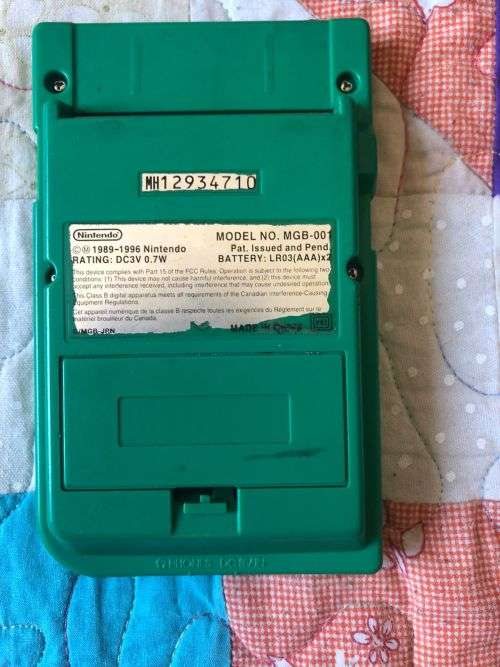 MH12934710
Nintendo
©Ⓜ 1989-1996 Nintendo
RATING: DC3V 0.7W
MODEL NO. MGB-001
Pat. Issued and Pend.
BATTERY: LR03(AAA)x2
This device complies with Part 15 of the FCC Rules. Operation is subject to the following two
conditions: (1) This device may not cause harmful interference, and (2) this device must
except any interference received, including interference that may cause undesired operation
This Class B digital apparatus meets all requirements of the Canadian Interference-Causing
Equipment Regulations.
Cet appareil numérique de la classe B respecte toutes les exigences du Règlement sur le
matériel brouilleur du Canada.
/MGB-JPN
MADE
PHONES DC IN